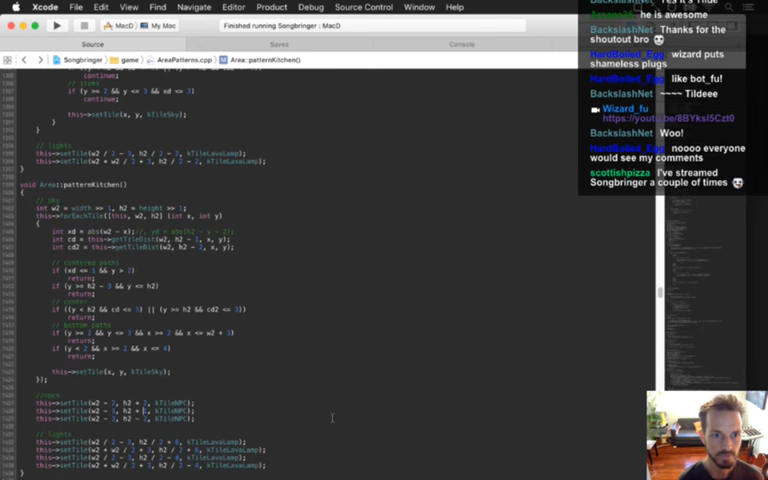 Xcode File Edit View Find Navigate Editor Product Debug Source Control Window Help
MacD My Mac Finished running Songbringer : MacD
Source Saves Console
Songbringer game AreaPatterns.cpp Area::patternKitchen()
continue;
if (y >= 2 && y <= 3 && xd <= 3)
continue;
this->setTile(x, y, kTileSky);
}
}
// lights
this->setTile(w2 / 2 - 3, h2 / 2 - 2, kTileLavaLamp);
this->setTile(w2 + w2 / 2 + 3, h2 / 2 - 2, kTileLavaLamp);
}
void Area::patternKitchen()
{
// sky
int w2 = width >> 1, h2 = height >> 1;
this->forEachTile([this, w2, h2] (int x, int y)
{
int xd = abs(w2 - x);//, yd = abs(h2 - y - 2);
int cd = this->getTileDist(w2, h2 - 1, x, y);
int cd2 = this->getTileDist(w2, h2 - 2, x, y);
// centered paths
if (xd <= 1 && y > 2)
return;
if (y >= h2 - 3 && y <= h2)
return;
// center
if ((y < h2 && cd <= 3) || (y >= h2 && cd2 <= 3))
return;
// bottom paths
if (y >= 2 && y <= 3 && x >= 2 && x <= w2 + 3)
return;
if (y < 2 && x >= 2 && x <= 4)
return;
this->setTile(x, y, kTileSky);
});
//npcs
this->setTile(w2 - 2, h2 + 2, kTileNPC);
this->setTile(w2 - 3, h2 + , kTileNPC);
this->setTile(w2 - 3, h2 - 2, kTileNPC);
// lights
this->setTile(w2 / 2 - 3, h2 / 2 + 6, kTileLavaLamp);
this->setTile(w2 + w2 / 2 + 3, h2 / 2 + 6, kTileLavaLamp);
this->setTile(w2 / 2 - 3, h2 / 2 - 4, kTileLavaLamp);
this->setTile(w2 + w2 / 2 + 3, h2 / 2 - 4, kTileLavaLamp);
}
he is awesome
BackslashNet Thanks for the
shoutout bro
HardBoiled_Egg wizard puts
shameless plugs
HardBoiled_Egg like bot_fu!
BackslashNet ~~~~ Tildeee
Wizard_fu
https://youtu.be/8BYksI5Czt0
BackslashNet Woo!
HardBoiled_Egg noooo everyone
would see my comments
scottishpizza I've streamed
Songbringer a couple of times